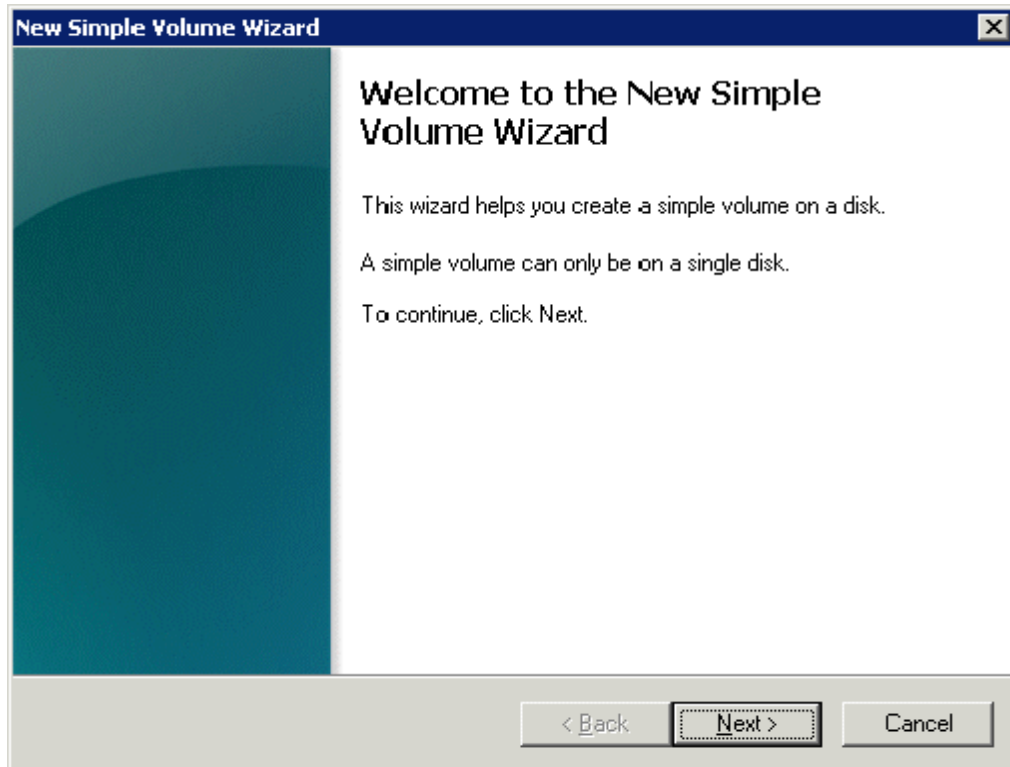 New Simple Volume Wizard
Welcome to the New Simple
Volume Wizard
This wizard helps you create a simple volume on a disk.
A simple volume can only be on a single disk.
To continue, click Next.
< Back
Next >
Cancel